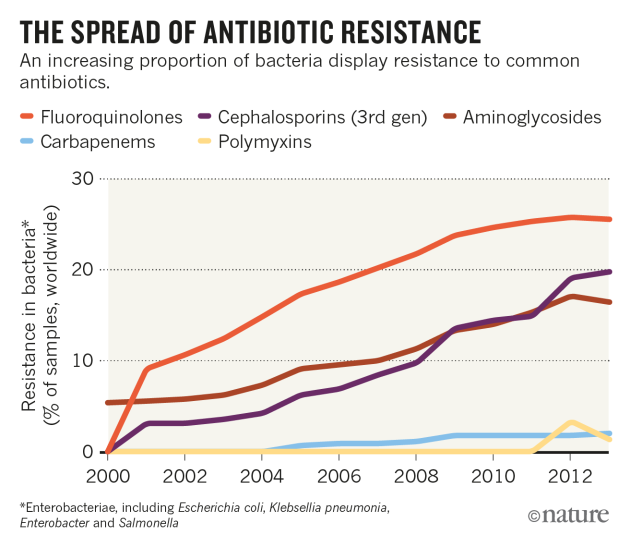 THE SPREAD OF ANTIBIOTIC RESISTANCE
An increasing proportion of bacteria display resistance to common
antibiotics.
Fluoroquinolones Cephalosporins (3rd gen) Aminoglycosides
Carbapenems Polymyxins
Resistance in bacteria*
(% of samples, worldwide)
30
20
10
0
2000 2002 2004 2006 2008 2010 2012
*Enterobacteriae, including Escherichia coli, Klebsellia pneumonia,
Enterobacter and Salmonella
©nature